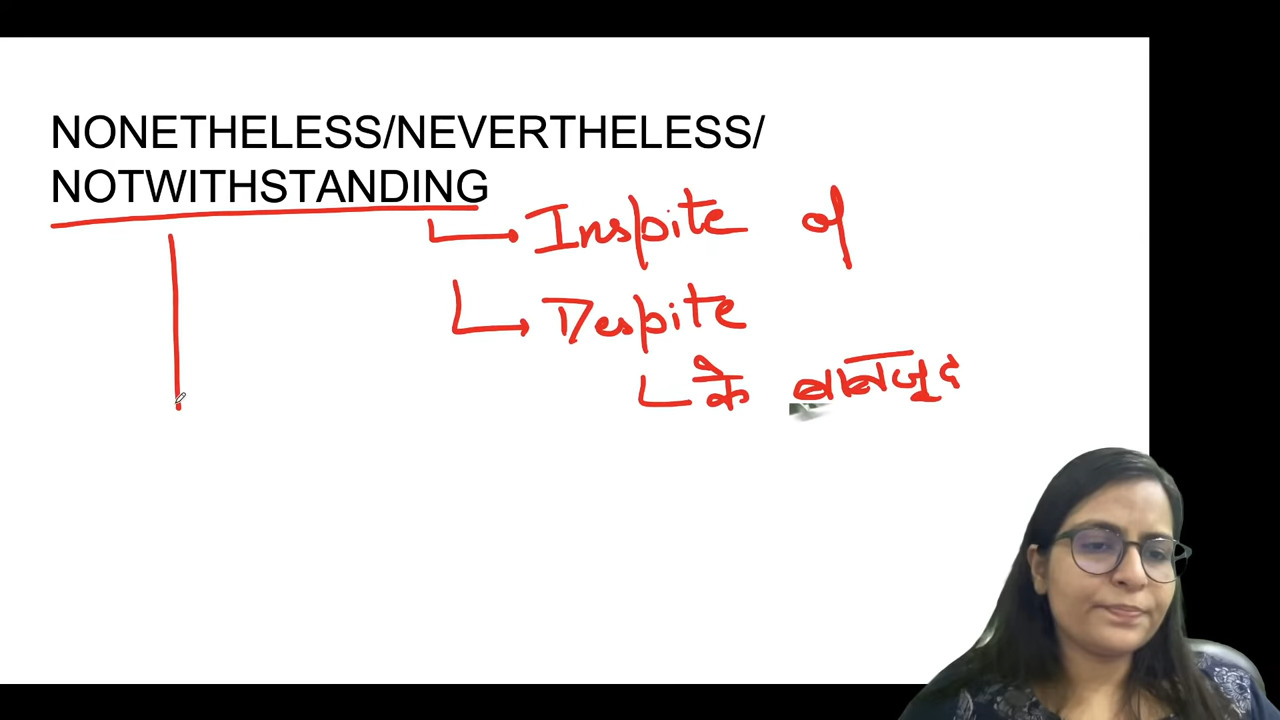 NONETHELESS/NEVERTHELESS/
NOTWITHSTANDING
Inspite of
Despite
के बावजूद